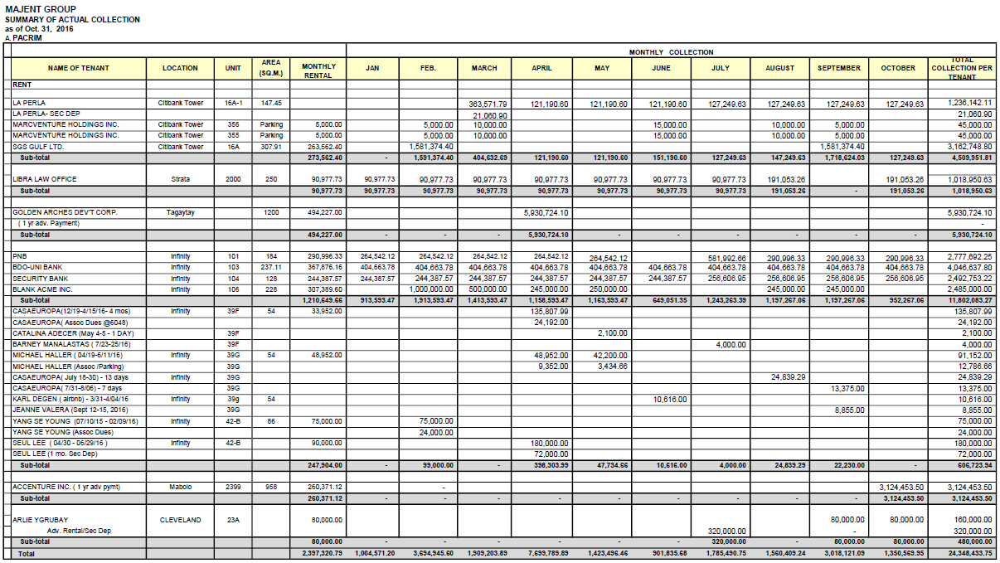 MAJENT GROUP
SUMMARY OF ACTUAL COLLECTION
as of Oct. 31, 2016
A. PACRIM
MONTHLY COLLECTION
NAME OF TENANT LOCATION UNIT AREA (SQ.M.) MONTHLY RENTAL JAN FEB. MARCH APRIL MAY JUNE JULY AUGUST SEPTEMBER OCTOBER TOTAL COLLECTION PER TENANT
RENT
LA PERLA Citibank Tower 16A-1 147.45 363,571.79 121,190.60 121,190.60 121,190.60 127,249.63 127,249.63 127,249.63 127,249.63 1,236,142.11
LA PERLA- SEC DEP 21,060.90 21,060.90
MARCVENTURE HOLDINGS INC. Citibank Tower 356 Parking 5,000.00 5,000.00 10,000.00 15,000.00 10,000.00 5,000.00 45,000.00
MARCVENTURE HOLDINGS INC. Citibank Tower 355 Parking 5,000.00 5,000.00 10,000.00 15,000.00 10,000.00 5,000.00 45,000.00
SGS GULF LTD. Citibank Tower 16A 307.91 263,562.40 1,581,374.40 1,581,374.40 3,162,748.80
Sub-total 273,562.40 - 1,591,374.40 404,632.69 121,190.60 121,190.60 151,190.60 127,249.63 147,249.63 1,718,624.03 127,249.63 4,509,951.81
LIBRA LAW OFFICE Strata 2000 250 90,977.73 90,977.73 90,977.73 90,977.73 90,977.73 90,977.73 90,977.73 90,977.73 191,053.26 191,053.26 1,018,950.63
Sub-total 90,977.73 90,977.73 90,977.73 90,977.73 90,977.73 90,977.73 90,977.73 90,977.73 191,053.26 - 191,053.26 1,018,950.63
GOLDEN ARCHES DEV'T CORP. Tagaytay 1200 494,227.00 5,930,724.10 5,930,724.10
( 1 yr adv. Payment) -
Sub-total 494,227.00 - - - 5,930,724.10 - - - - - - 5,930,724.10
PNB Infinity 101 184 290,996.33 264,542.12 264,542.12 264,542.12 264,542.12 264,542.12 581,992.66 290,996.33 290,996.33 290,996.33 2,777,692.25
BDO-UNI BANK Infinity 103 237.11 367,876.16 404,663.78 404,663.78 404,663.78 404,663.78 404,663.78 404,663.78 404,663.78 404,663.78 404,663.78 404,663.78 4,046,637.80
SECURITY BANK Infinity 104 128 244,387.57 244,387.57 244,387.57 244,387.57 244,387.57 244,387.57 244,387.57 256,606.95 256,606.95 256,606.95 256,606.95 2,492,753.22
BLANK ACME INC. Infinity 106 228 307,389.60 1,000,000.00 500,000.00 245,000.00 250,000.00 245,000.00 245,000.00 2,485,000.00
Sub-total 1,210,649.66 913,593.47 1,913,593.47 1,413,593.47 1,158,593.47 1,163,593.47 649,051.35 1,243,263.39 1,197,267.06 1,197,267.06 952,267.06 11,802,083.27
CASAEUROPA(12/19-4/15/16- 4 mos) Infinity 39F 54 33,952.00 135,807.99 135,807.99
CASAEUROPA( Assoc Dues @6048) 24,192.00 24,192.00
CATALINA ADECER (May 4-5 - 1 DAY) 39F 2,100.00 2,100.00
BARNEY MANALASTAS ( 7/23-25/16) 39F 4,000.00 4,000.00
MICHAEL HALLER ( 04/19-6/11/16) Infinity 39G 54 48,952.00 48,952.00 42,200.00 91,152.00
MICHAEL HALLER (Assoc /Parking) 39G 9,352.00 3,434.66 12,786.66
CASAEUROPA( July 18-30) - 13 days Infinity 39G 24,839.29 24,839.29
CASAEUROPA( 7/31-8/06) - 7 days 39G 13,375.00 13,375.00
KARL DEGEN ( airbnb) - 3/31-4/04/16 Infinity 39g 54 10,616.00 10,616.00
JEANNE VALERA (Sept 12-15, 2016) 39G 8,855.00 8,855.00
YANG SE YOUNG (07/10/15 - 02/09/16) Infinity 42-B 86 75,000.00 75,000.00 75,000.00
YANG SE YOUNG (Assoc Dues) 24,000.00 24,000.00
SEUL LEE ( 04/30 - 06/29/16 ) Infinity 42-B 90,000.00 180,000.00 180,000.00
SEUL LEE (1 mo. Sec Dep) 72,000.00 72,000.00
Sub-total 247,904.00 - 99,000.00 - 398,303.99 47,734.66 10,616.00 4,000.00 24,839.29 22,230.00 - 606,723.94
ACCENTURE INC. ( 1 yr adv pymt) Mabolo 2399 958 260,371.12 - 3,124,453.50 3,124,453.50
Sub-total 260,371.12 - - - - - - - - - 3,124,453.50 3,124,453.50
ARLIE YGRUBAY CLEVELAND 23A 80,000.00 80,000.00 80,000.00 160,000.00
Adv. Rental/Sec Dep 320,000.00 - 320,000.00
Sub-total 80,000.00 - - - - - - 320,000.00 - 80,000.00 80,000.00 480,000.00
Total 2,397,320.79 1,004,571.20 3,694,945.60 1,909,203.89 7,699,789.89 1,423,496.46 901,835.68 1,785,490.75 1,560,409.24 3,018,121.09 1,350,569.95 24,348,433.75